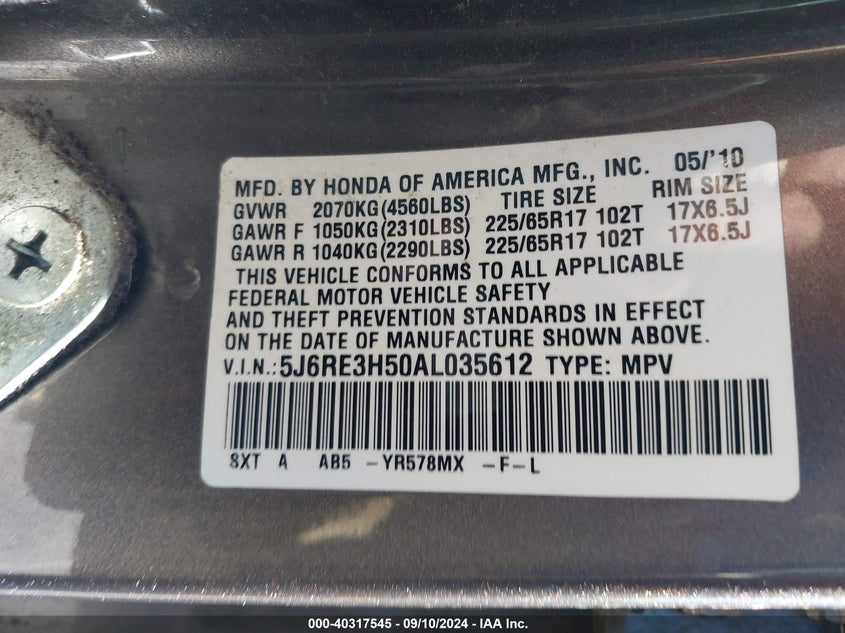 MFD. BY HONDA OF AMERICA MFG., INC. 05/'10
GVWR 2070KG(4560LBS) TIRE SIZE RIM SIZE
GAWR F 1050KG(2310LBS) 225/65R17 102T 17X6.5J
GAWR R 1040KG(2290LBS) 225/65R17 102T 17X6.5J
THIS VEHICLE CONFORMS TO ALL APPLICABLE
FEDERAL MOTOR VEHICLE SAFETY
AND THEFT PREVENTION STANDARDS IN EFFECT
ON THE DATE OF MANUFACTURE SHOWN ABOVE.
V.I.N.:5J6RE3H50AL035612 TYPE: MPV
SXT A AB5 -YR578MX -F-L
000-40317545 - 09/10/2024 - IAA Inc.